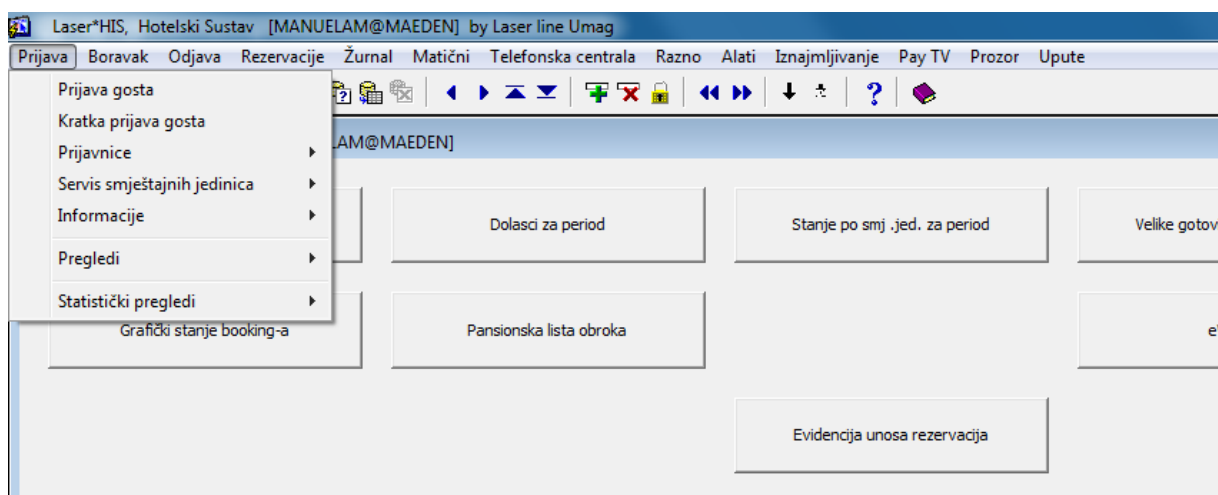 Laser*HIS, Hotelski Sustav [MANUELAM@MAEDEN] by Laser line Umag
Prijava Boravak Odjava Rezervacije Žurnal Matični Telefonska centrala Razno Alati Iznajmljivanje Pay TV Prozor Upute
Prijava gosta
Kratka prijava gosta
Prijavnice
LAM@MAEDEN]
Servis smještajnih jedinica
Informacije
Dolasci za period
Stanje po smj .jed. za period
Velike gotov
Pregledi
Statistički pregledi
Grafički stanje booking-a
Pansionska lista obroka
e
Evidencija unosa rezervacija